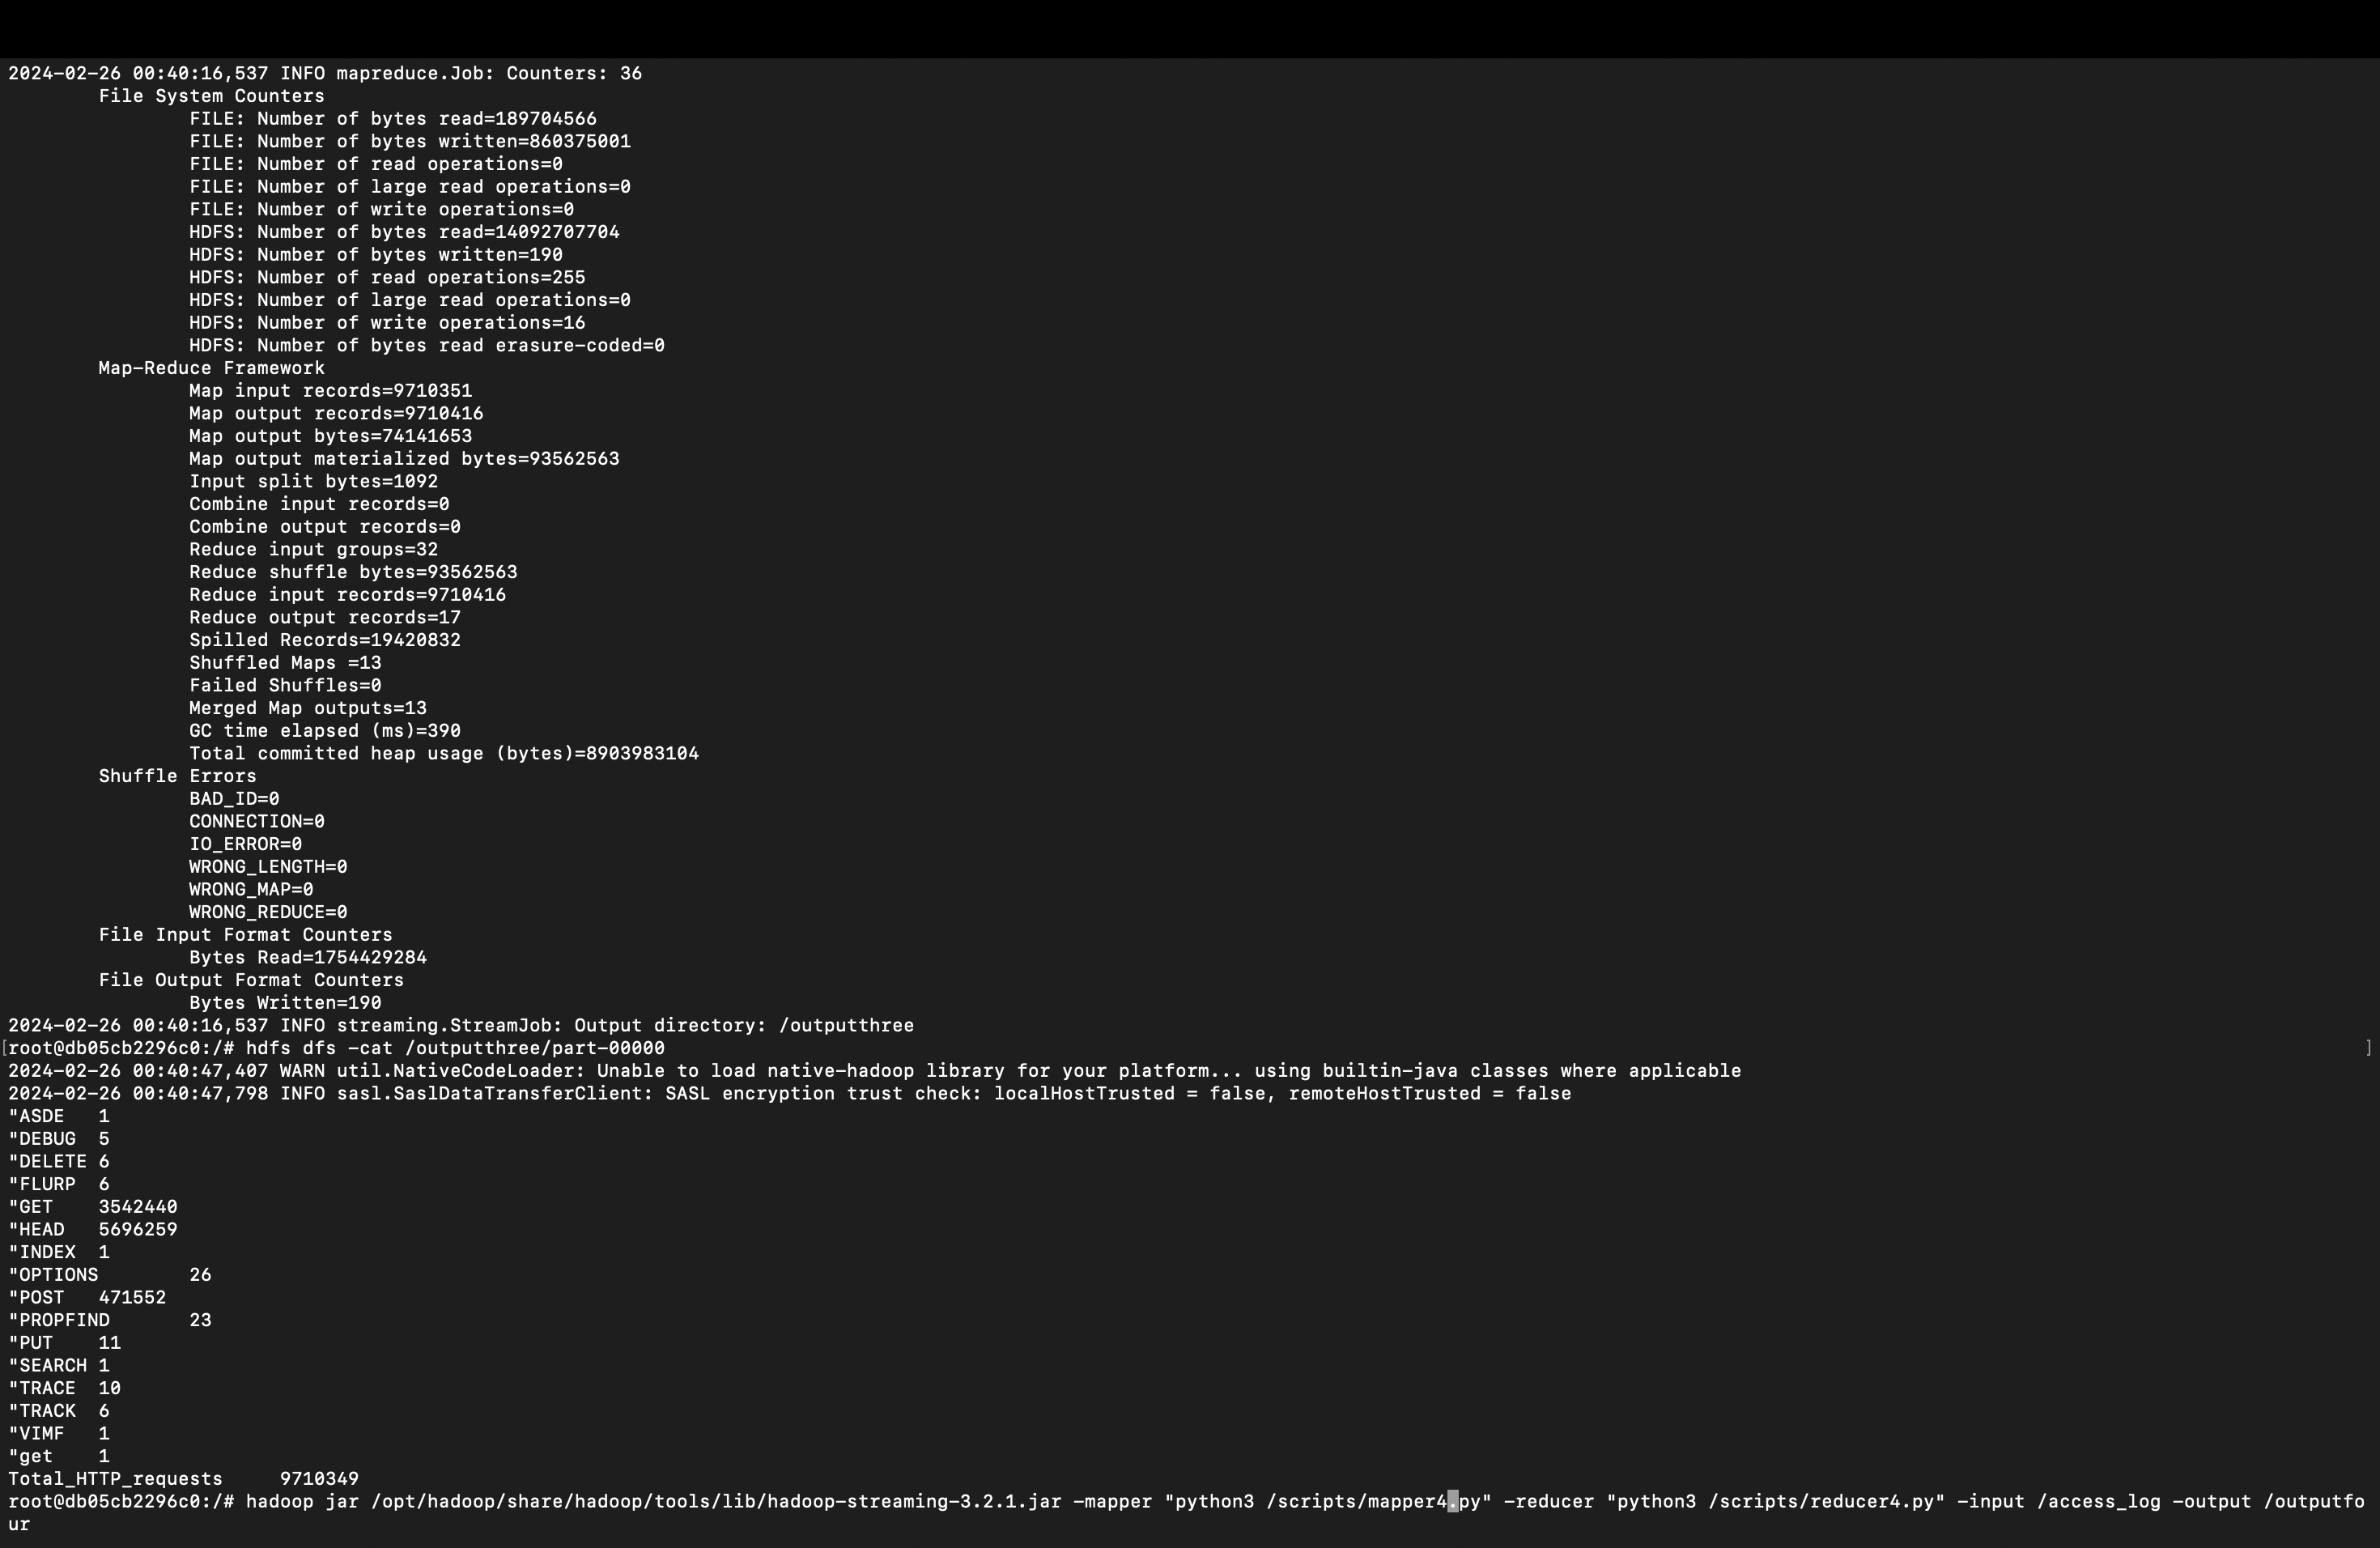 2024-02-26 00:40:16,537 INFO mapreduce.Job: Counters: 36
File System Counters
FILE: Number of bytes read=189704566
FILE: Number of bytes written=860375001
FILE: Number of read operations=0
FILE: Number of large read operations=0
FILE: Number of write operations=0
HDFS: Number of bytes read=14092707704
HDFS: Number of bytes written=190
HDFS: Number of read operations=255
HDFS: Number of large read operations=0
HDFS: Number of write operations=16
HDFS: Number of bytes read erasure-coded=0
Map-Reduce Framework
Map input records=9710351
Map output records=9710416
Map output bytes=74141653
Map output materialized bytes=93562563
Input split bytes=1092
Combine input records=0
Combine output records=0
Reduce input groups=32
Reduce shuffle bytes=93562563
Reduce input records=9710416
Reduce output records=17
Spilled Records=19420832
Shuffled Maps =13
Failed Shuffles=0
Merged Map outputs=13
GC time elapsed (ms)=390
Total committed heap usage (bytes)=8903983104
Shuffle Errors
BAD_ID=0
CONNECTION=0
IO_ERROR=0
WRONG_LENGTH=0
WRONG_MAP=0
WRONG_REDUCE=0
File Input Format Counters
Bytes Read=1754429284
File Output Format Counters
Bytes Written=190
2024-02-26 00:40:16,537 INFO streaming.StreamJob: Output directory: /outputthree
[root@db05cb2296c0:/# hdfs dfs -cat /outputthree/part-00000 ]
2024-02-26 00:40:47,407 WARN util.NativeCodeLoader: Unable to load native-hadoop library for your platform... using builtin-java classes where applicable
2024-02-26 00:40:47,798 INFO sasl.SaslDataTransferClient: SASL encryption trust check: localHostTrusted = false, remoteHostTrusted = false
"ASDE 1
"DEBUG 5
"DELETE 6
"FLURP 6
"GET 3542440
"HEAD 5696259
"INDEX 1
"OPTIONS 26
"POST 471552
"PROPFIND 23
"PUT 11
"SEARCH 1
"TRACE 10
"TRACK 6
"VIMF 1
"get 1
Total_HTTP_requests 9710349
root@db05cb2296c0:/# hadoop jar /opt/hadoop/share/hadoop/tools/lib/hadoop-streaming-3.2.1.jar -mapper "python3 /scripts/mapper4.py" -reducer "python3 /scripts/reducer4.py" -input /access_log -output /outputfo
ur